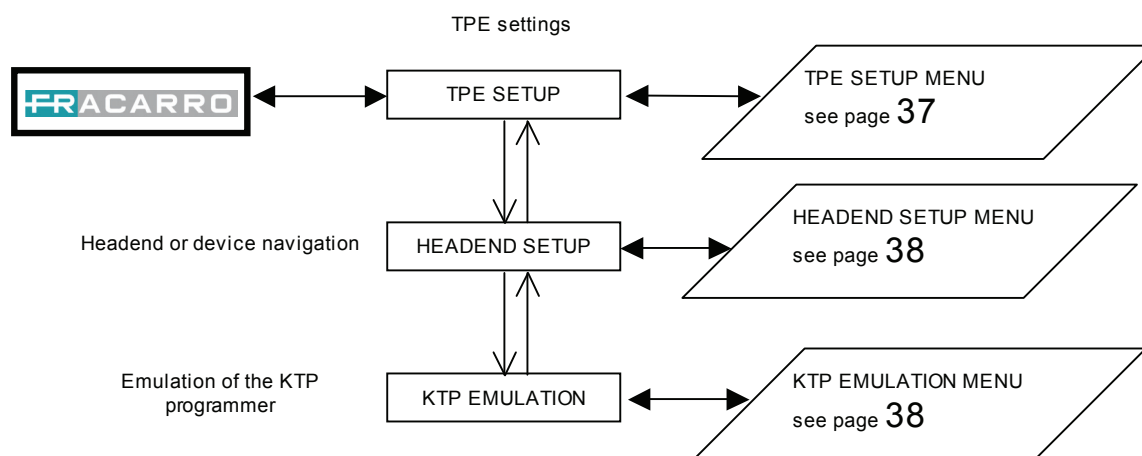 TPE settings
FRACARRO
TPE SETUP
TPE SETUP MENU
see page 37
Headend or device navigation
HEADEND SETUP
HEADEND SETUP MENU
see page 38
Emulation of the KTP
programmer
KTP EMULATION
KTP EMULATION MENU
see page 38